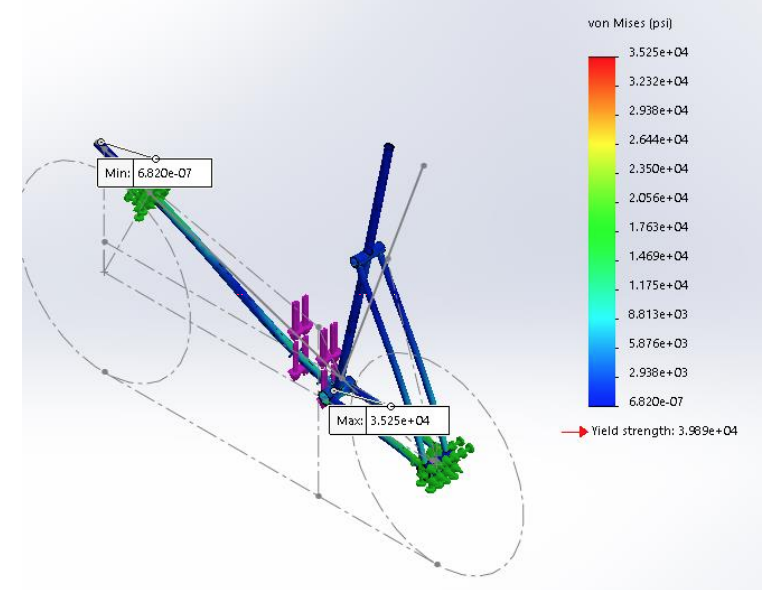 von Mises (psi)
3.525e+04
3.232e+04
2.938e+04
2.644e+04
2.350e+04
2.056e+04
1.763e+04
1.469e+04
1.175e+04
8.813e+03
5.876e+03
2.938e+03
6.820e-07
Yield strength: 3.989e+04
Min: 6.820e-07
Max: 3.525e+04